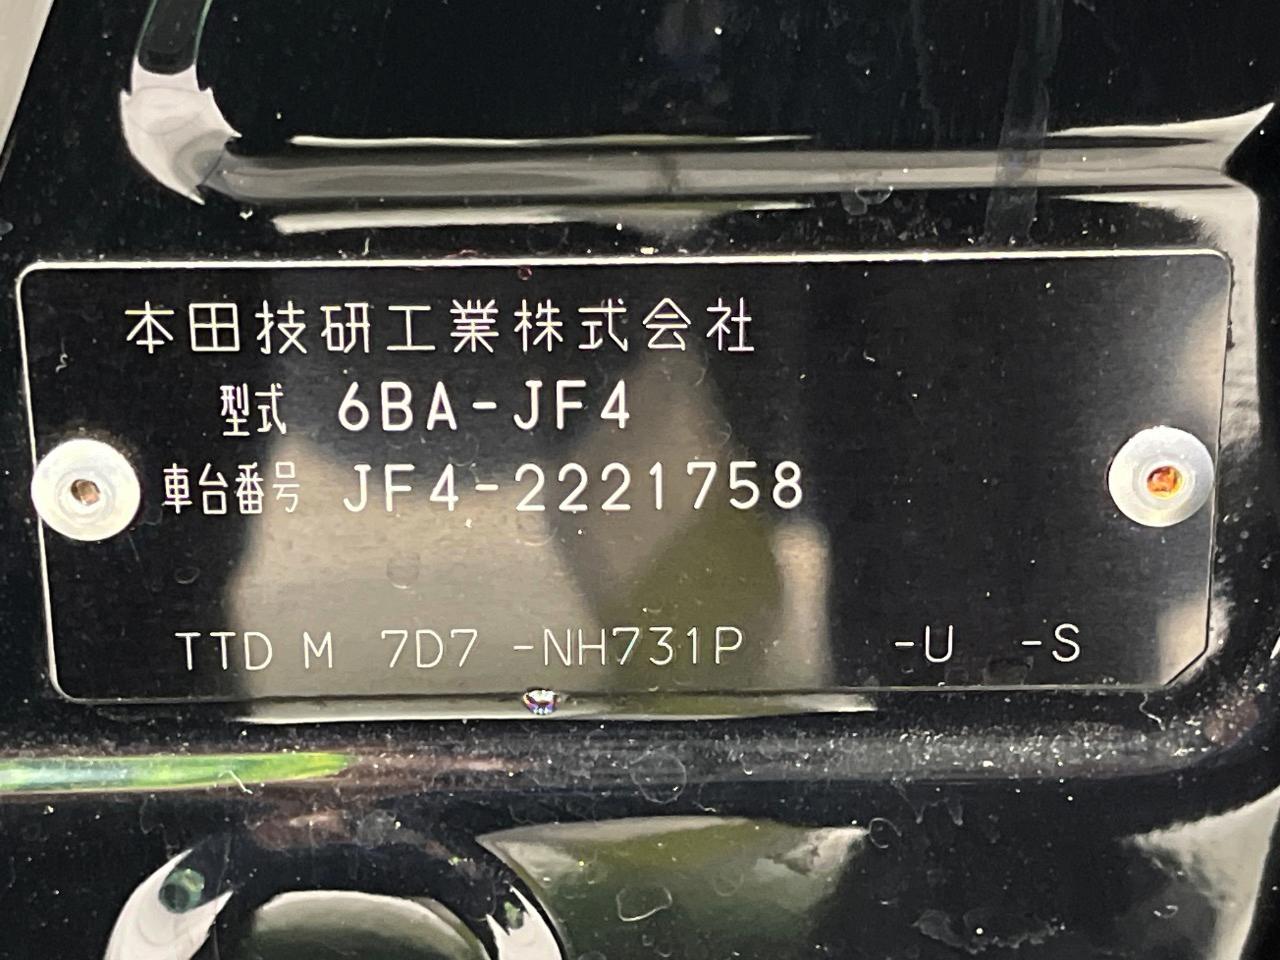 本田技研工業株式会社
型式 6BA-JF4
車台番号 JF4-2221758
TTD M 7D7 -NH731P -U -S